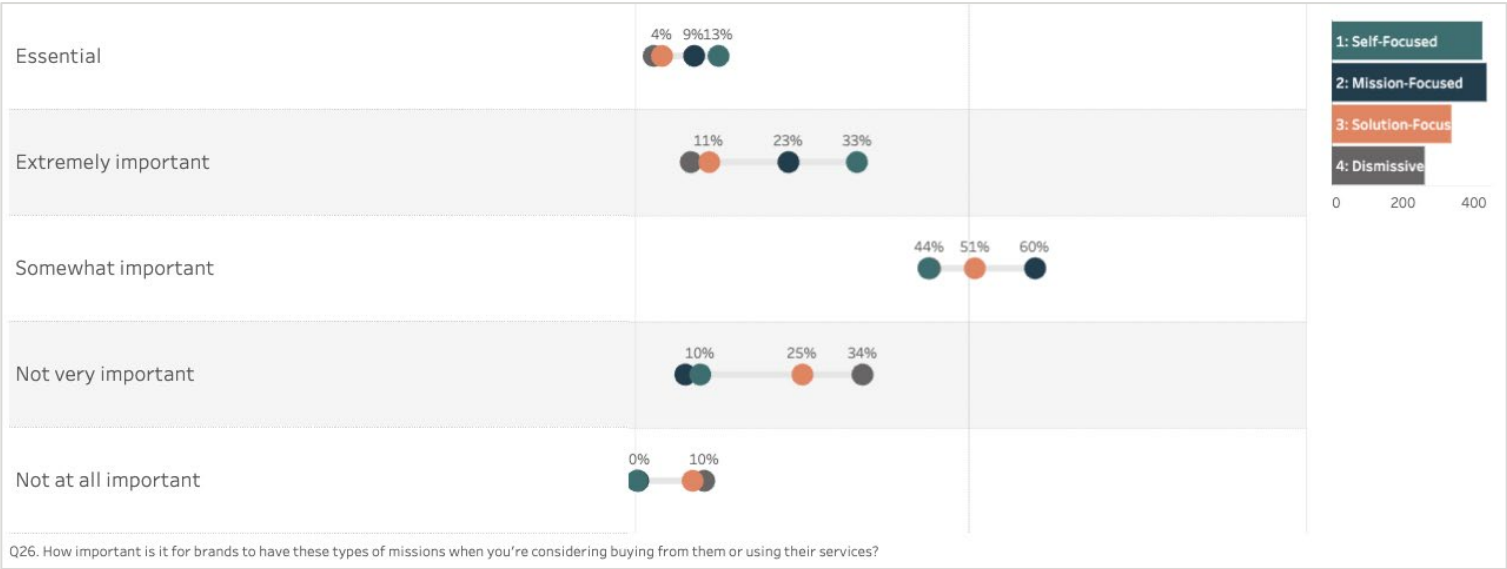 Essential
4% 9% 13%
Extremely important
11% 23% 33%
Somewhat important
44% 51% 60%
Not very important
10% 25% 34%
Not at all important
0% 10%
1: Self-Focused
2: Mission-Focused
3: Solution-Focus
4: Dismissive
0 200 400
Q26. How important is it for brands to have these types of missions when you're considering buying from them or using their services?